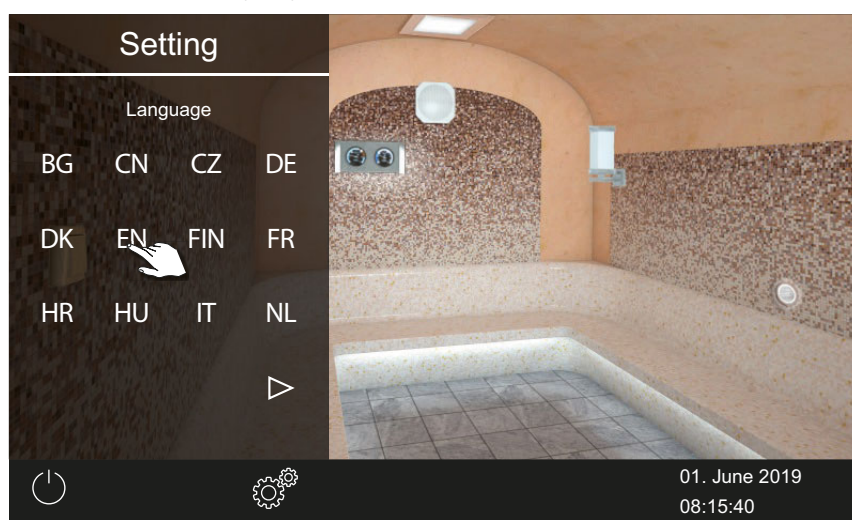 Setting
Language
BG CN CZ DE
DK EN FIN FR
HR HU IT NL
01. June 2019
08:15:40